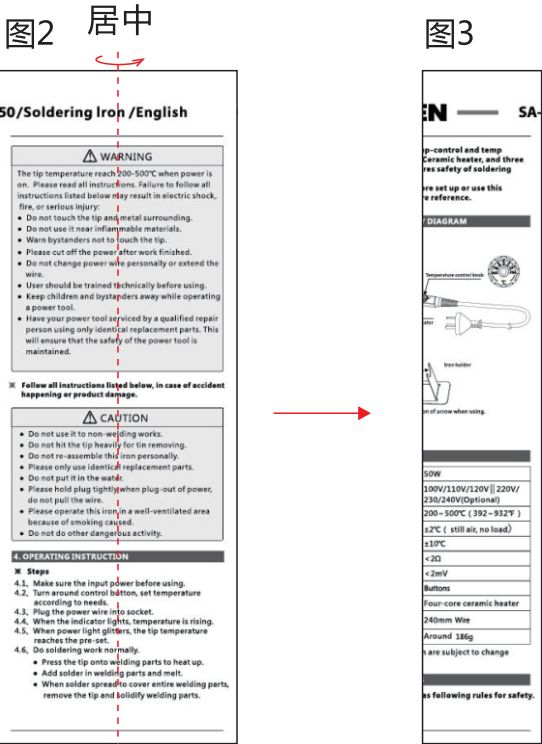 图2
居中
图3
50/Soldering Iron /English
WARNING
The tip temperature reach 200-500℃ when power is
on. Please read all instructions. Failure to follow all
instructions listed below may result in electric shock,
fire, or serious injury:
● Do not touch the tip and metal surrounding.
● Do not use it near inflammable materials.
● Warn bystanders not to touch the tip.
● Please cut off the power after work finished.
● Do not change power wire personally or extend the
wire.
● User should be trained technically before using.
● Keep children and bystanders away while operating
a power tool.
● Have your power tool serviced by a qualified repair
person using only identical replacement parts. This
will ensure that the safety of the power tool is
maintained.
※ Follow all instructions listed below, in case of accident
happening or product damage.
CAUTION
● Do not use it to non-welding works.
● Do not hit the tip heavily for tin removing.
● Do not re-assemble this iron personally.
● Please only use identical replacement parts.
● Do not put it in the water.
● Please hold plug tightly when plug-out of power,
do not pull the wire.
● Please operate this iron in a well-ventilated area
because of smoking caused.
● Do not do other dangerous activity.
4. OPERATING INSTRUCTION
※ Steps
4.1、Make sure the input power before using.
4.2、Turn around control button, set temperature
according to needs.
4.3、Plug the power wire into socket.
4.4、When the indicator lights, temperature is rising.
4.5、When power light glitters, the tip temperature
reaches the pre-set.
4.6、Do soldering work normally.
● Press the tip onto welding parts to heat up.
● Add solder in welding parts and melt.
● When solder spread to cover entire welding parts,
remove the tip and solidify welding parts.
EN SA-
p-control and temp
Ceramic heater, and three
res safety of soldering
ore set up or use this
e reference.
DIAGRAM
Temperature control knob
ater
Iron holder
n of arrow when using.
50W
100V/110V/120V‖220V/
230/240V(Optional)
200~500℃ (392~932℉)
±2℃ ( still air, no load)
±10℃
<2Ω
<2mV
Buttons
Four-core ceramic heater
240mm Wire
Around 186g
n are subject to change
as following rules for safety.